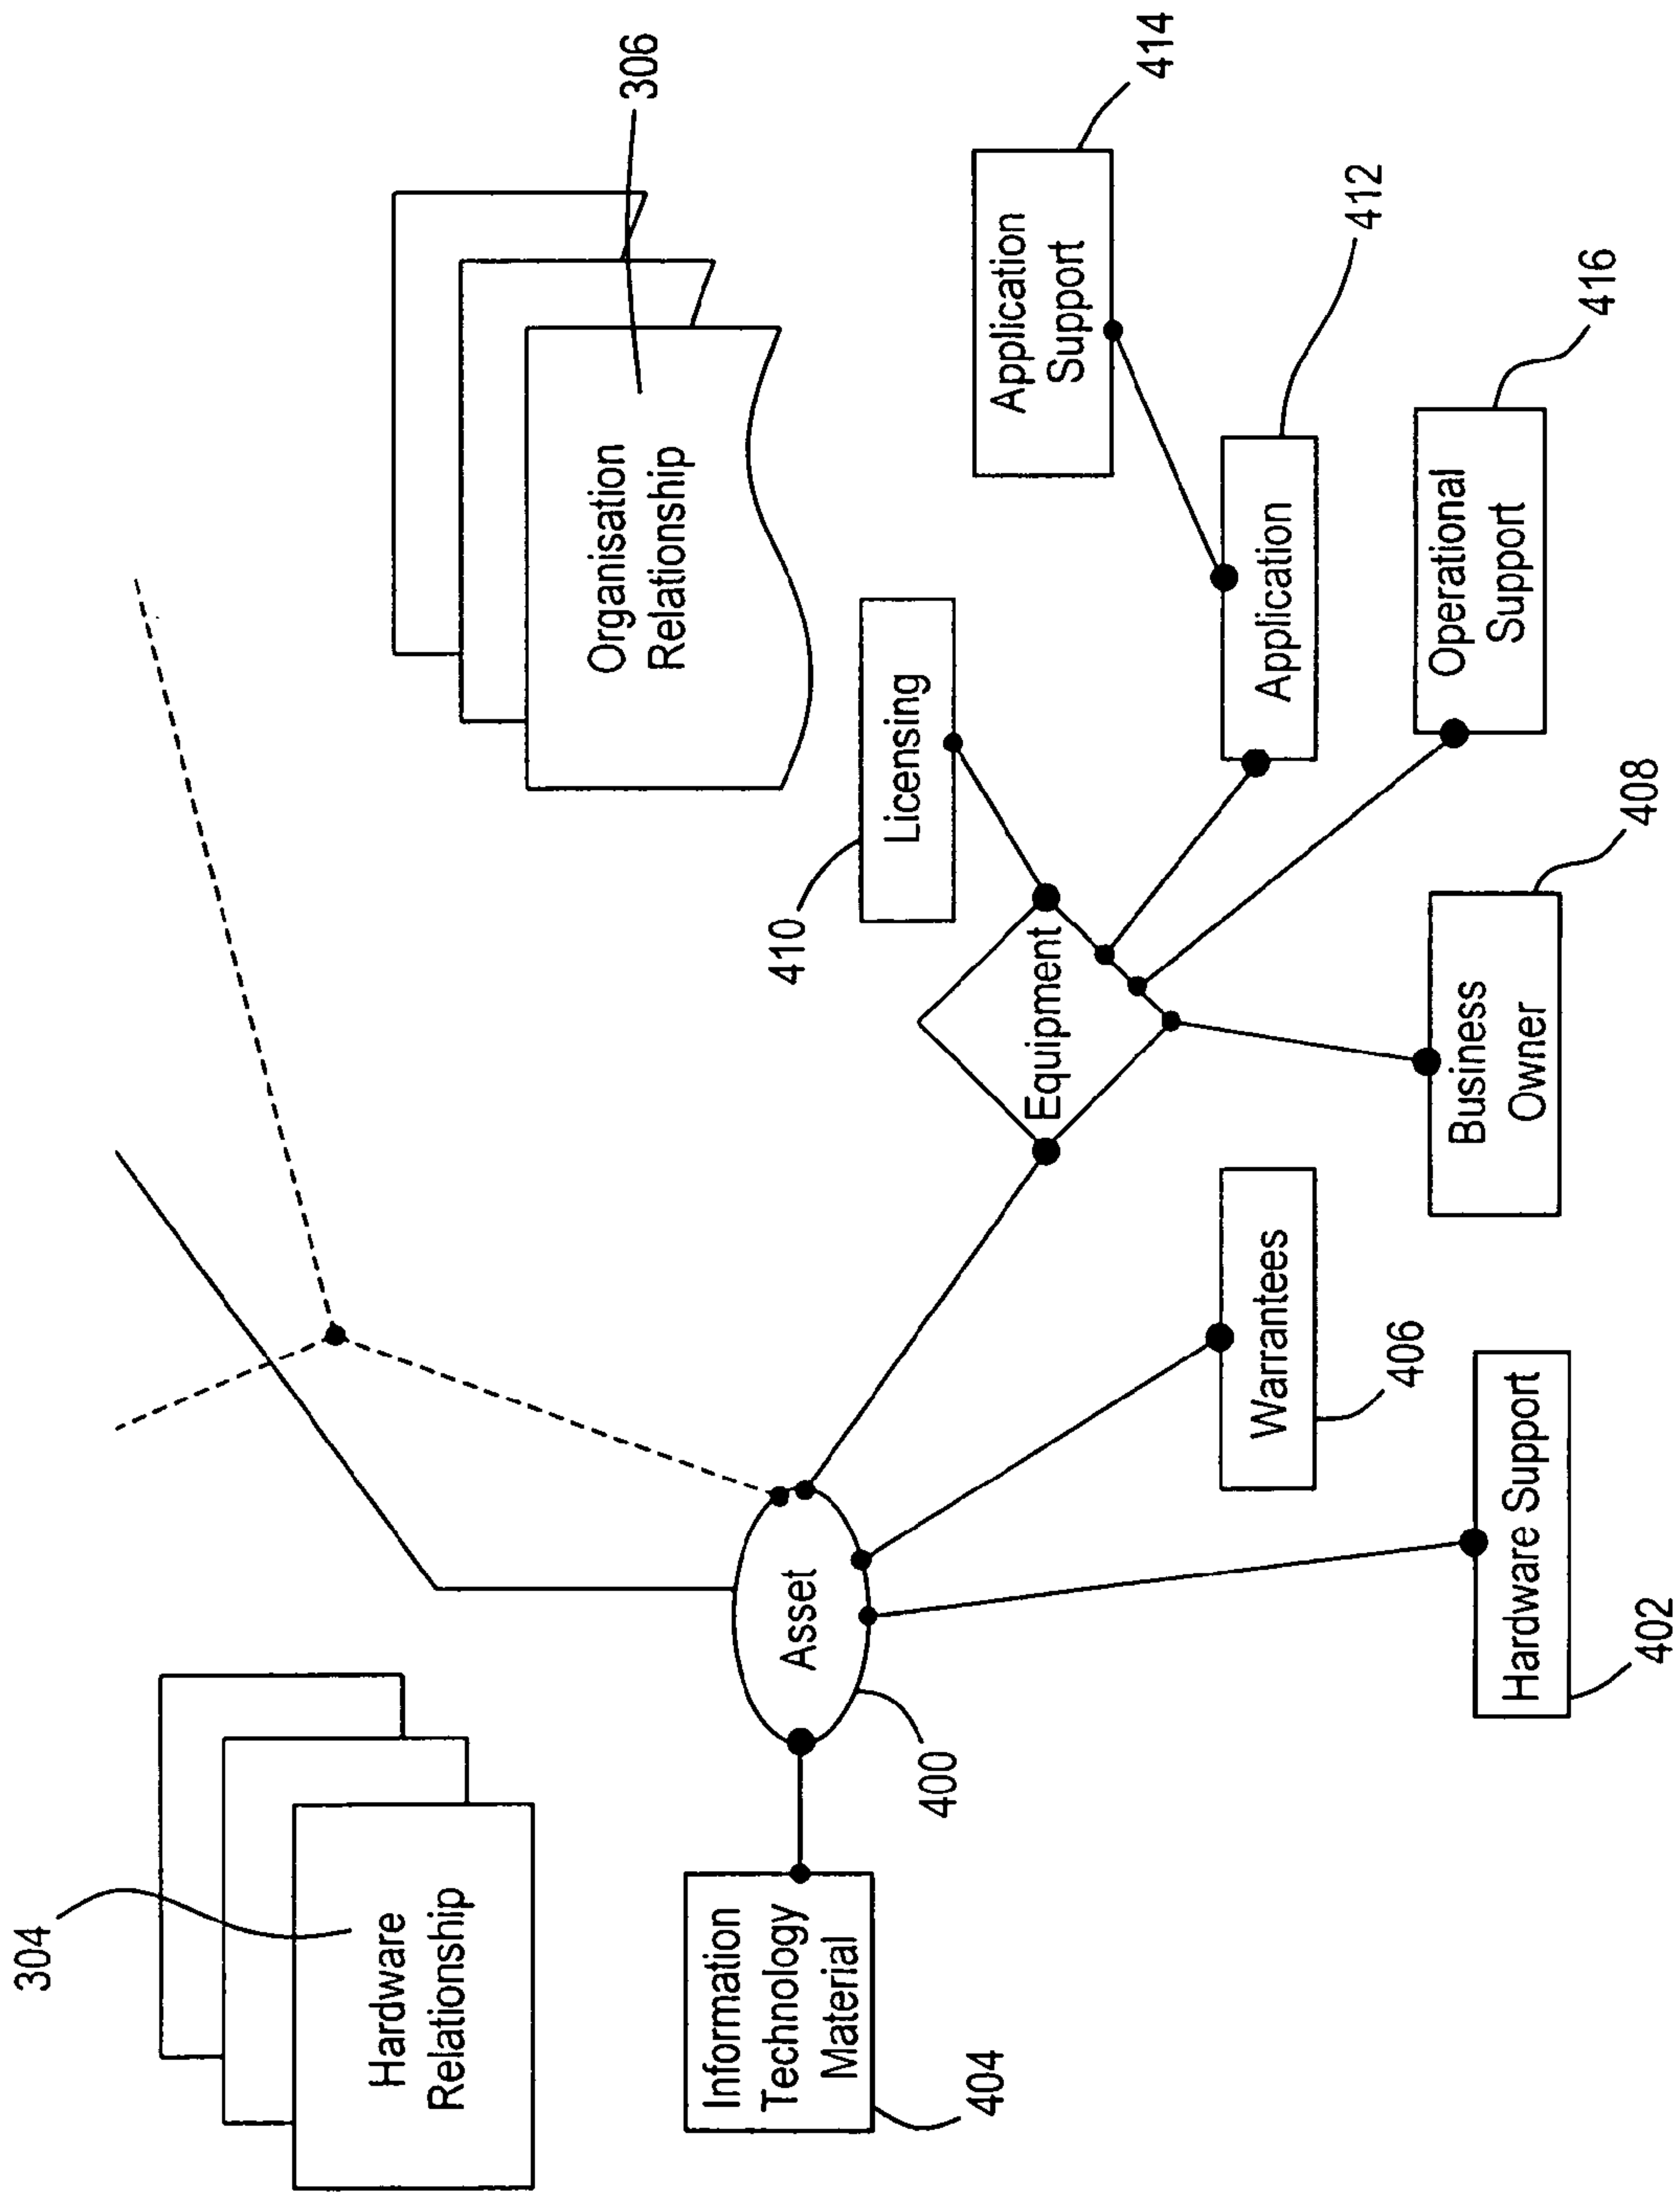 304
Hardware
Relationship
306
Organisation
Relationship
Information
Technology
Material
404
Asset
400
Equipment
410
Licensing
Application
Support
414
Application
412
Warrantees
406
Operational
Support
416
Hardware Support
402
Business
Owner
408